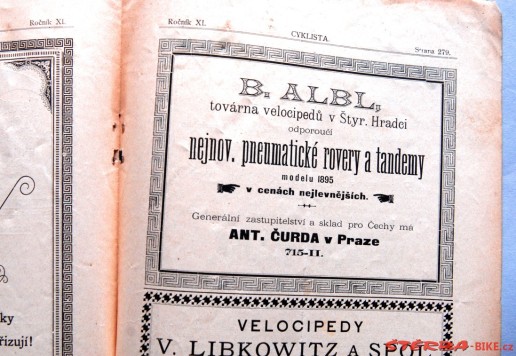 Ročník XI.
ky
řizují!
Ročník XI.
CYKLISTA.
Strana 279.
B. ALBL,
továrna velocipedů v Štyr. Hradci
odporoučí
nejnov. pneumatické rovery a tandemy
modelu 1895
v cenách nejlevnějších.
Generální zastupitelství a sklad pro Čechy má
ANT. ČURDA v Praze
715-II.
VELOCIPEDY
V. LIBKOWITZ A SPOL.
ŠTĚRBA-BIKE.cz